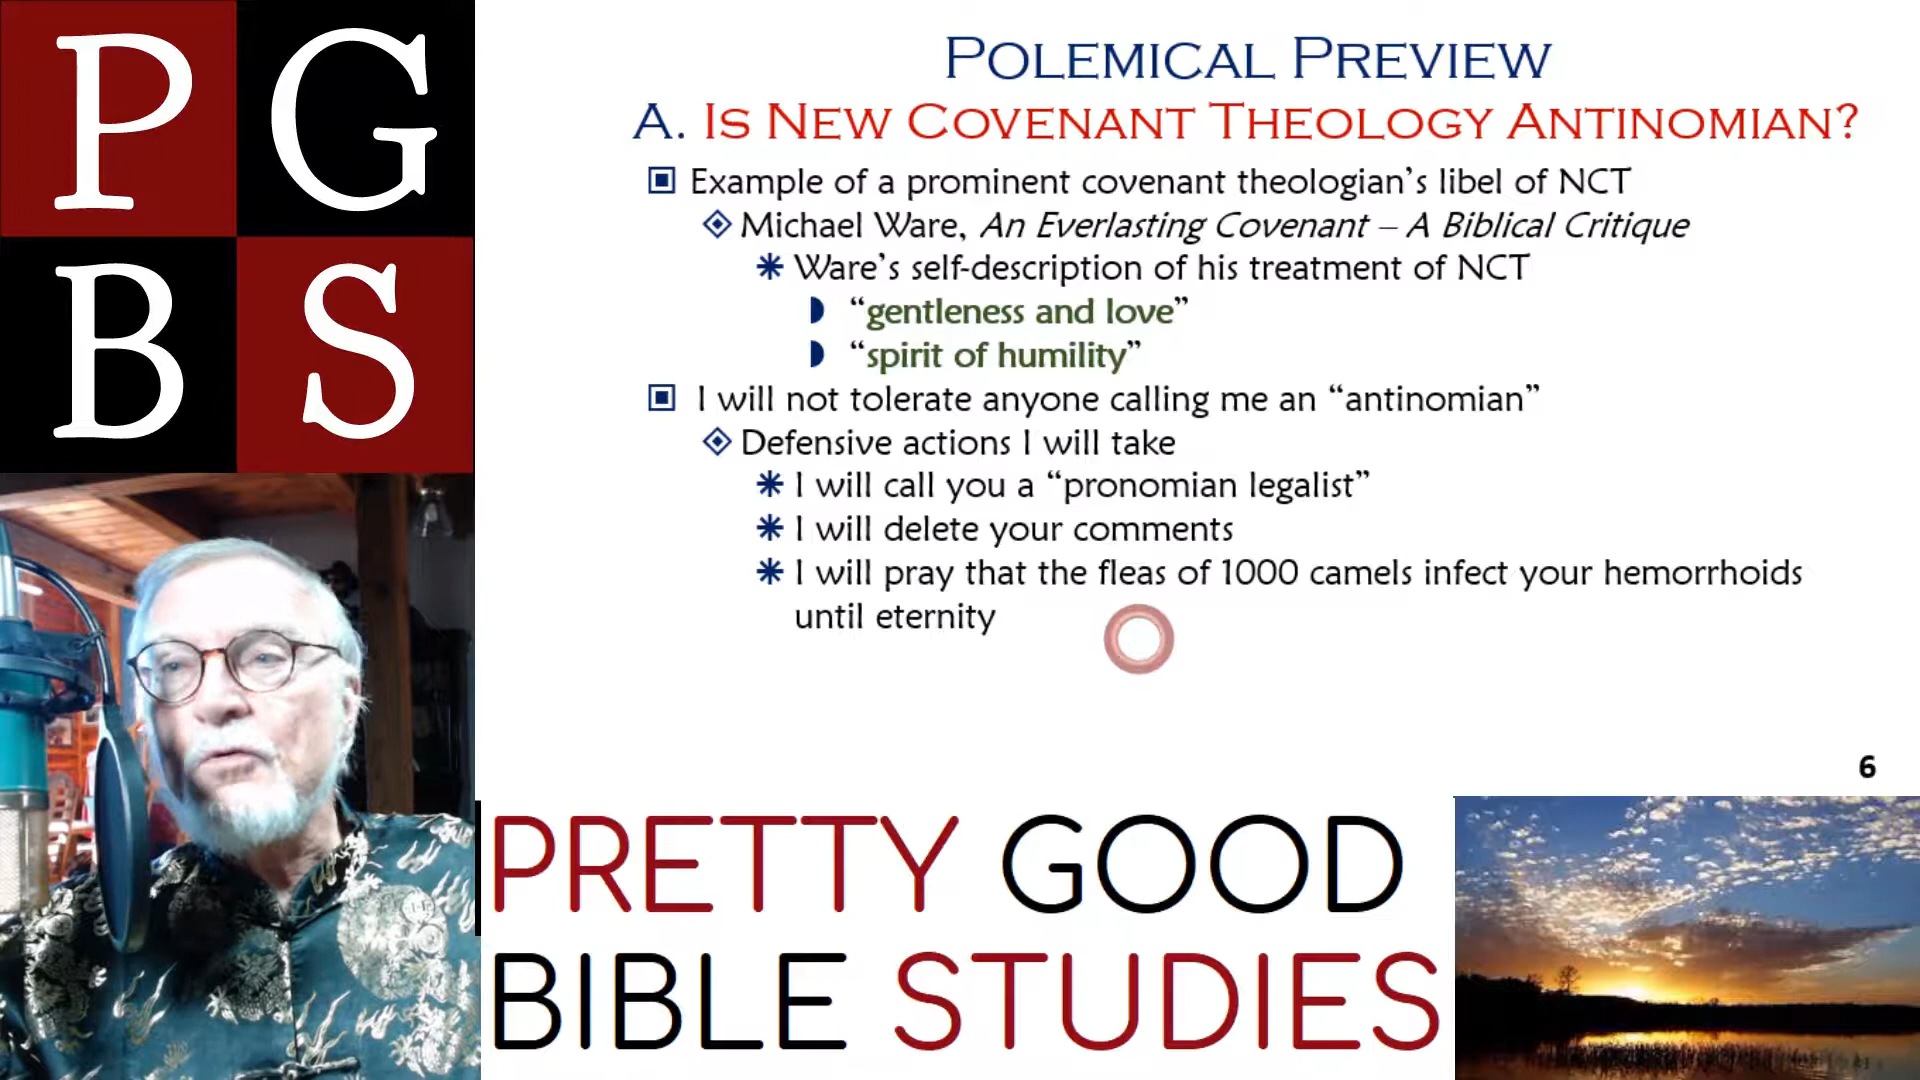 P G
B S
POLEMICAL PREVIEW
A. IS NEW COVENANT THEOLOGY ANTINOMIAN?
Example of a prominent covenant theologian's libel of NCT
Michael Ware, An Everlasting Covenant – A Biblical Critique
Ware's self-description of his treatment of NCT
“gentleness and love”
“spirit of humility”
I will not tolerate anyone calling me an “antinomian”
Defensive actions I will take
I will call you a “pronomian legalist”
I will delete your comments
I will pray that the fleas of 1000 camels infect your hemorrhoids
until eternity
6
PRETTY GOOD
BIBLE STUDIES